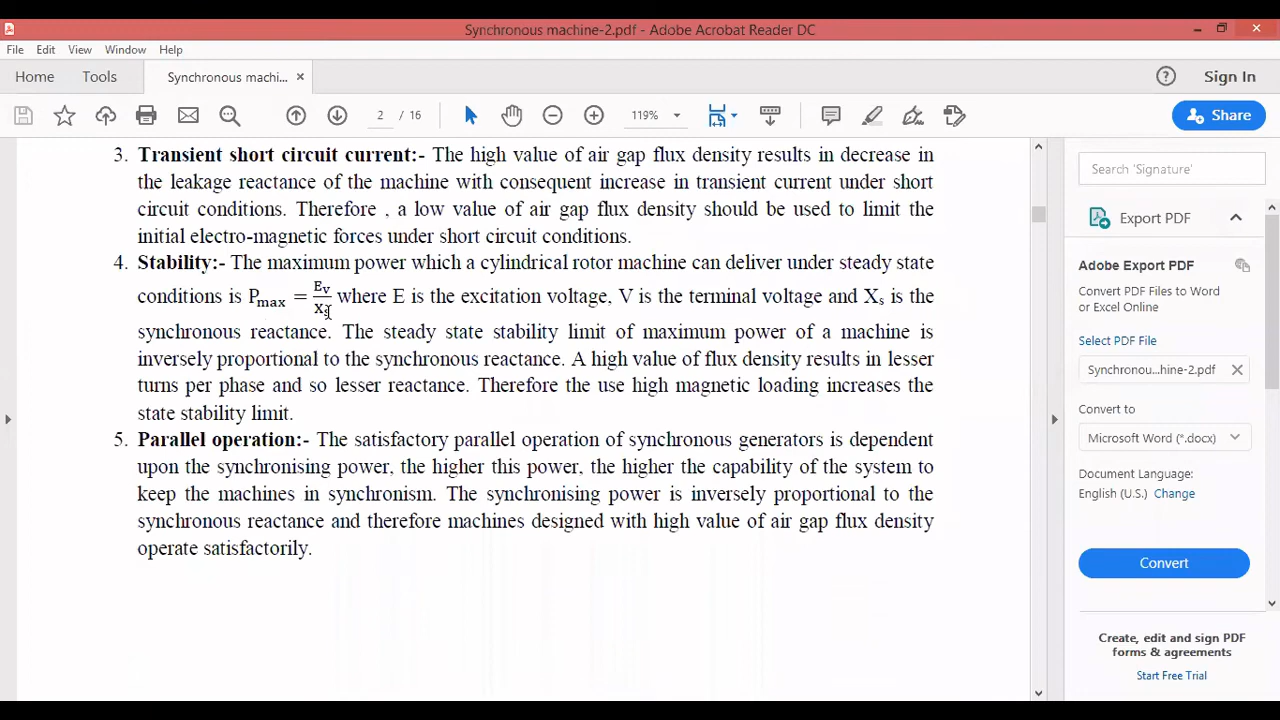 Synchronous machine-2.pdf - Adobe Acrobat Reader DC
File Edit View Window Help
Home Tools Synchronous machi... × Sign In
2 / 16 119% Share
3. Transient short circuit current:- The high value of air gap flux density results in decrease in
the leakage reactance of the machine with consequent increase in transient current under short
circuit conditions. Therefore , a low value of air gap flux density should be used to limit the
initial electro-magnetic forces under short circuit conditions.
4. Stability:- The maximum power which a cylindrical rotor machine can deliver under steady state
conditions is Pmax = Ev/Xs where E is the excitation voltage, V is the terminal voltage and Xs is the
synchronous reactance. The steady state stability limit of maximum power of a machine is
inversely proportional to the synchronous reactance. A high value of flux density results in lesser
turns per phase and so lesser reactance. Therefore the use high magnetic loading increases the
state stability limit.
5. Parallel operation:- The satisfactory parallel operation of synchronous generators is dependent
upon the synchronising power, the higher this power, the higher the capability of the system to
keep the machines in synchronism. The synchronising power is inversely proportional to the
synchronous reactance and therefore machines designed with high value of air gap flux density
operate satisfactorily.
Search 'Signature'
Export PDF
Adobe Export PDF
Convert PDF Files to Word
or Excel Online
Select PDF File
Synchronou...hine-2.pdf ×
Convert to
Microsoft Word (*.docx)
Document Language:
English (U.S.) Change
Convert
Create, edit and sign PDF
forms & agreements
Start Free Trial